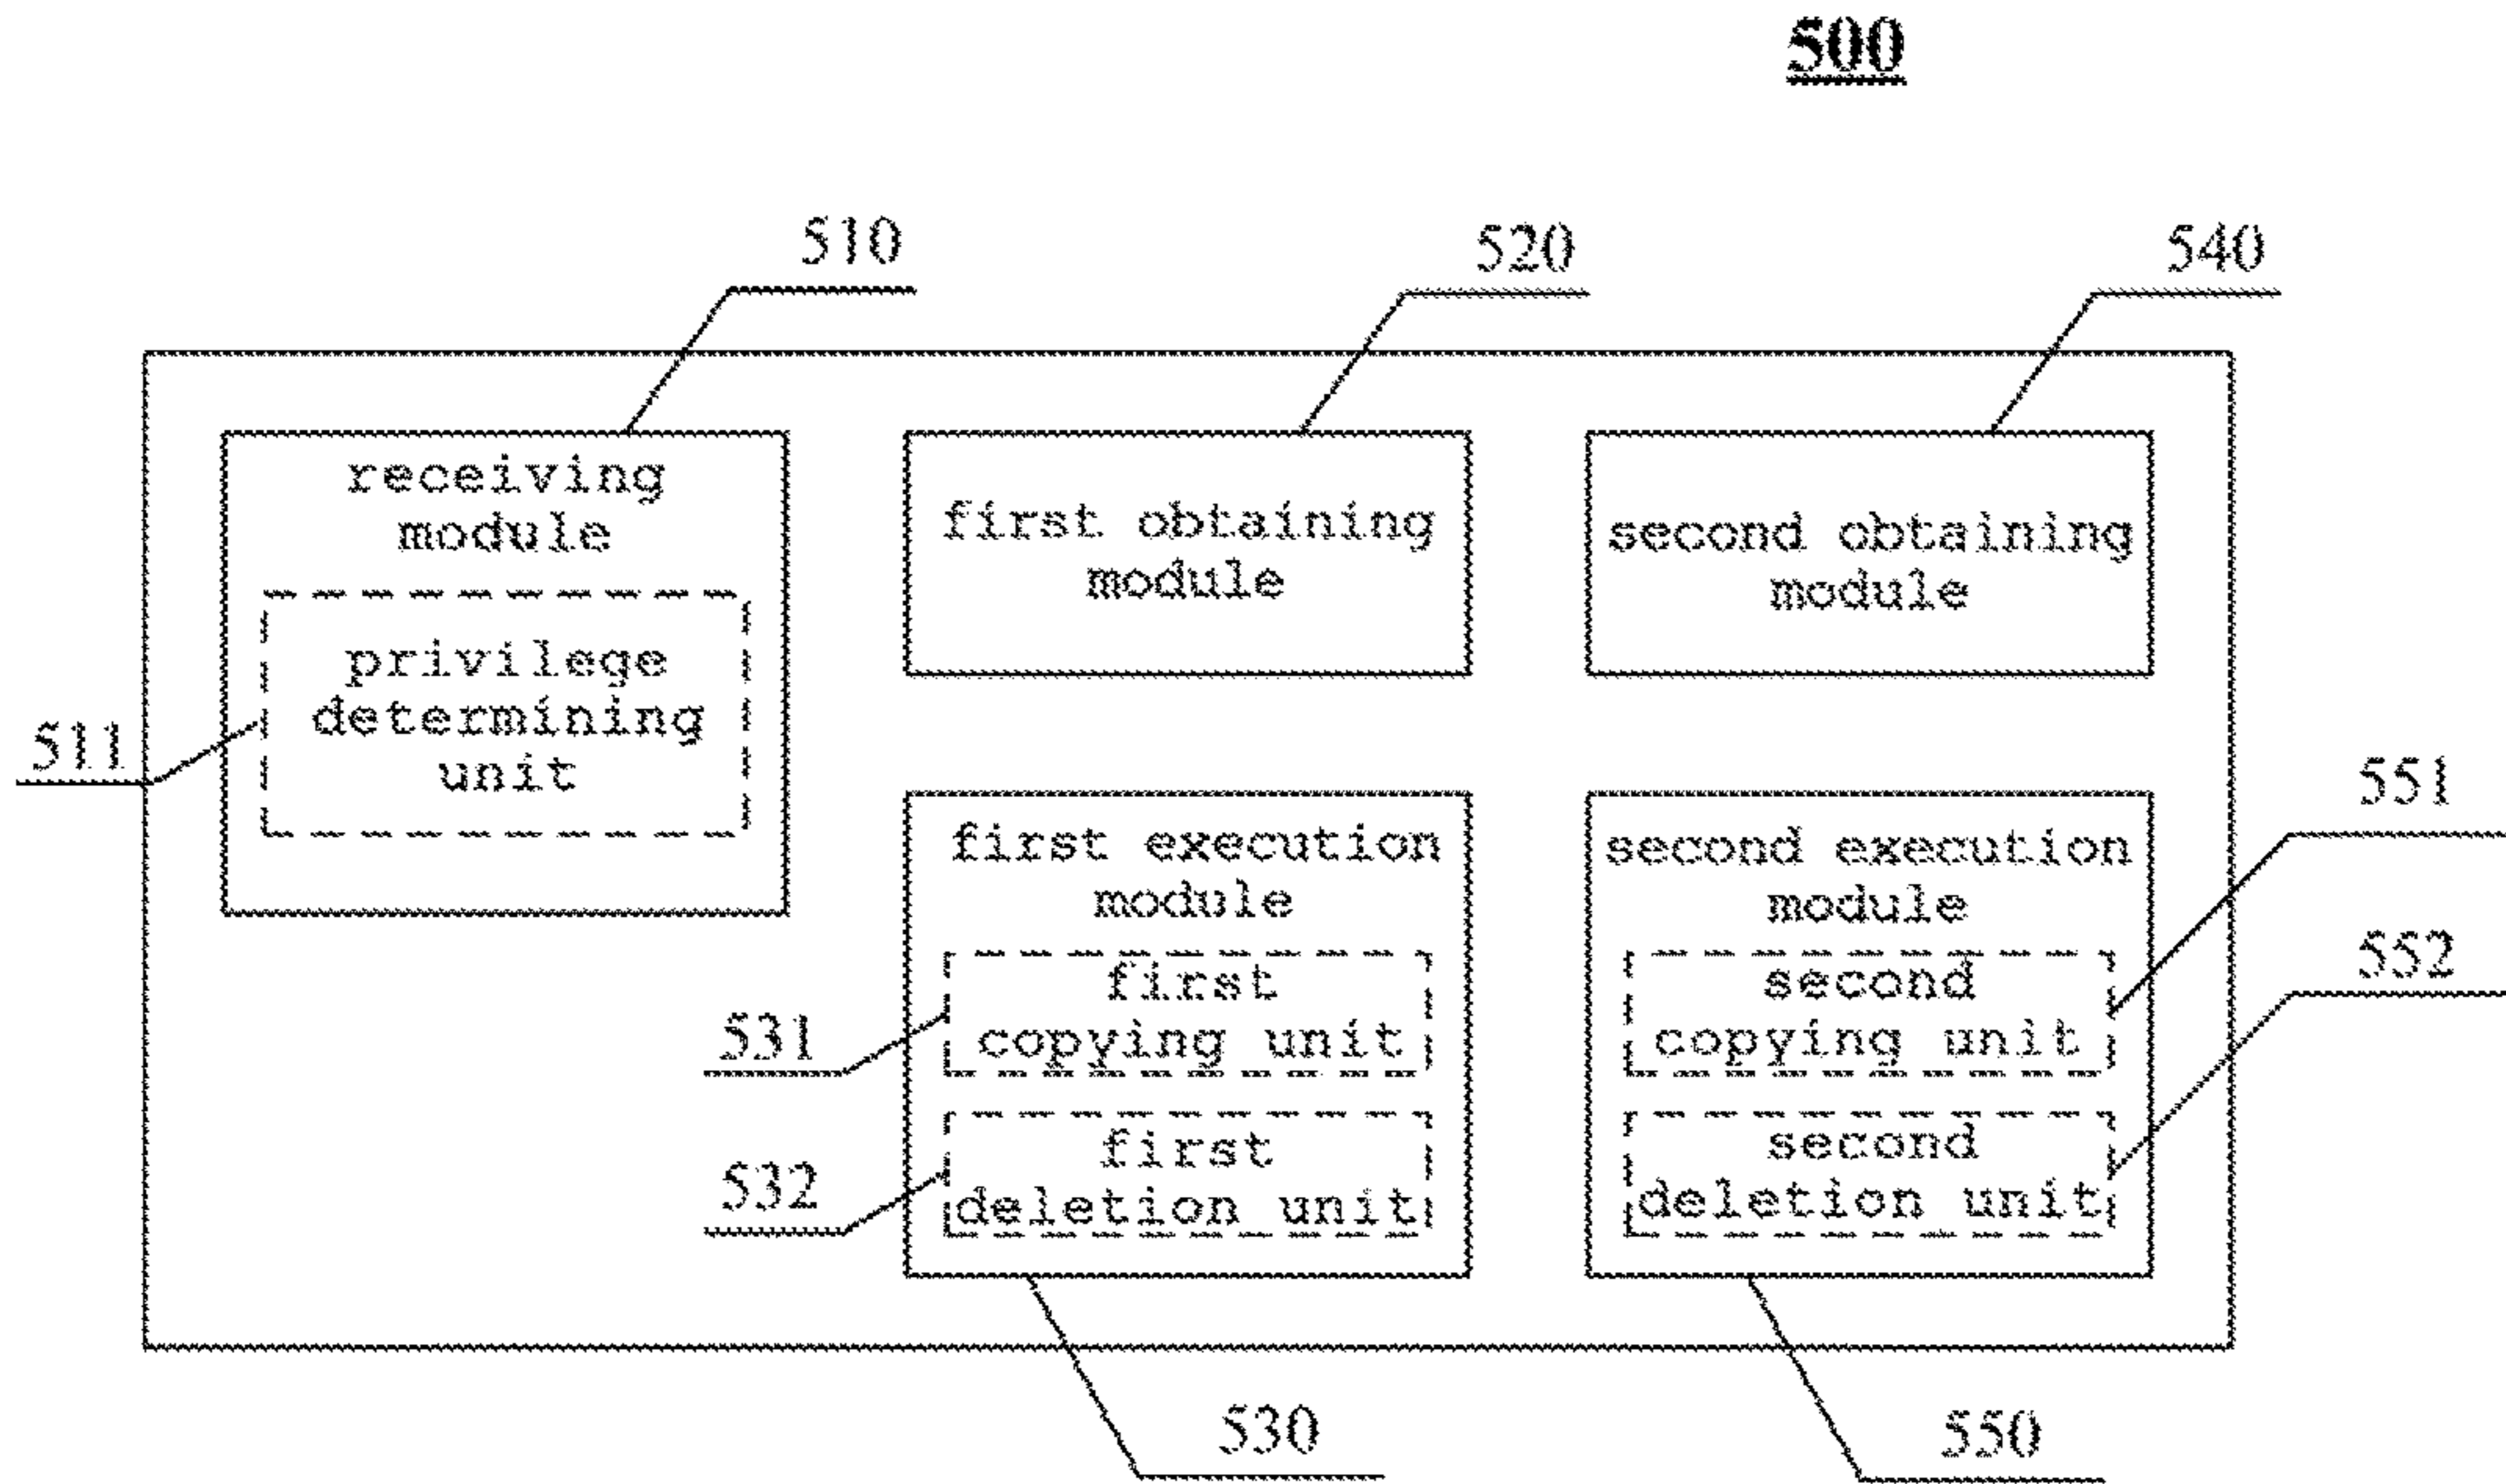 500
510
520
540
receiving
module
first obtaining
module
second obtaining
module
privilege
determining
unit
511
551
first execution
module
second execution
module
552
first
copying unit
second
copying unit
531
first
deletion unit
second
deletion unit
532
530
550